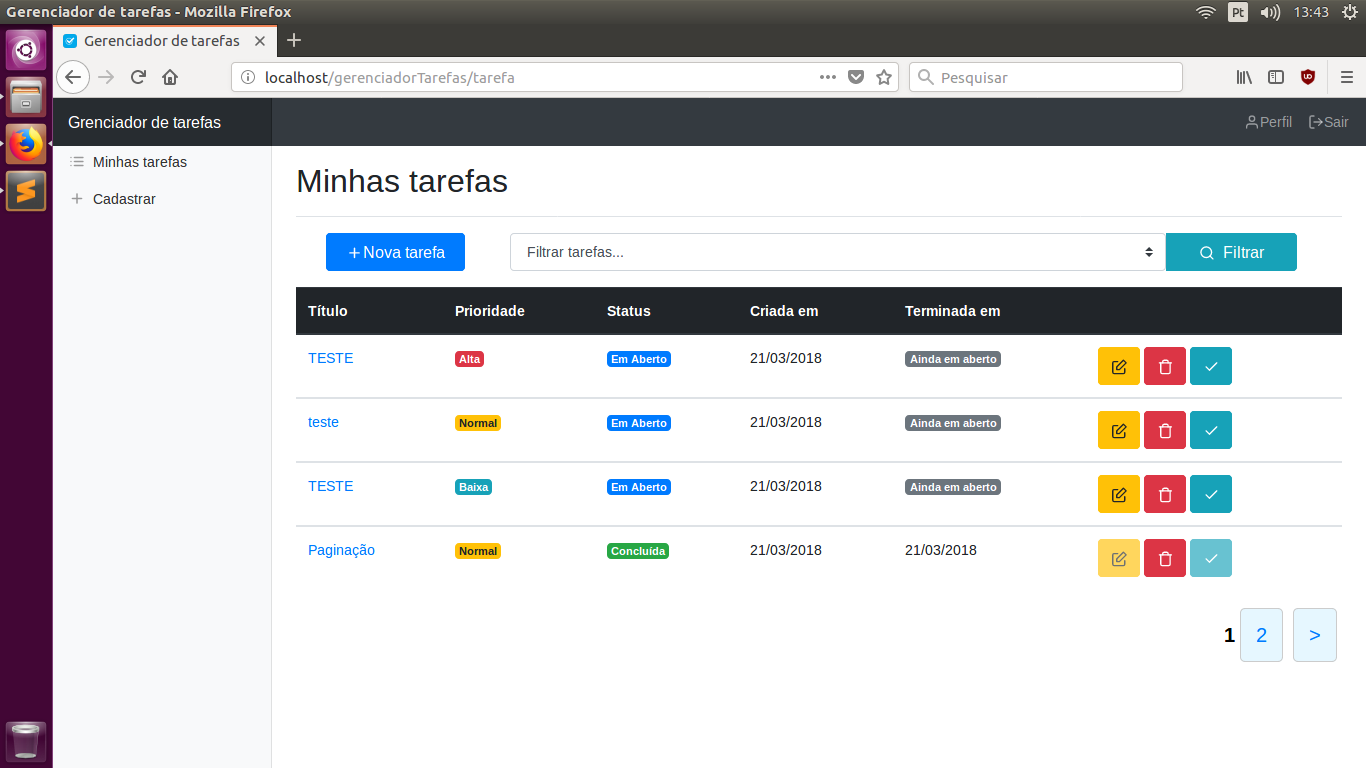 Gerenciador de tarefas - Mozilla Firefox
Pt
13:43
Gerenciador de tarefas
localhost/gerenciadorTarefas/tarefa
Pesquisar
Grenciador de tarefas
Perfil
Sair
Minhas tarefas
Cadastrar
Minhas tarefas
+Nova tarefa
Filtrar tarefas...
Filtrar
Título Prioridade Status Criada em Terminada em
TESTE Alta Em Aberto 21/03/2018 Ainda em aberto
teste Normal Em Aberto 21/03/2018 Ainda em aberto
TESTE Baixa Em Aberto 21/03/2018 Ainda em aberto
Paginação Normal Concluída 21/03/2018 21/03/2018
1 2 >